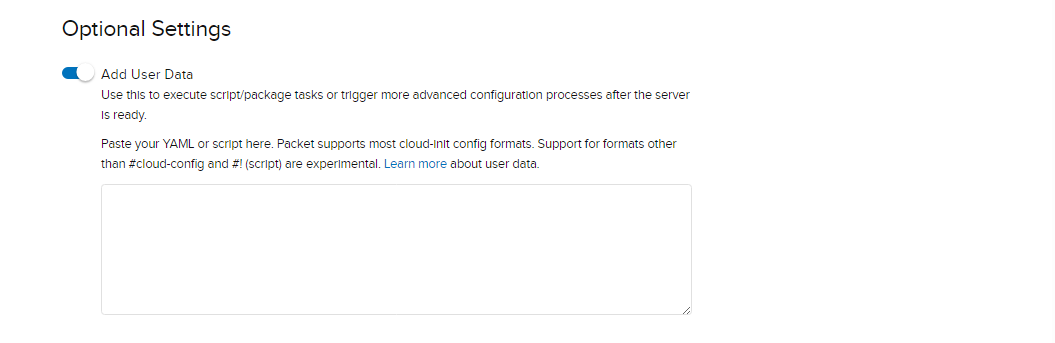 Optional Settings
Add User Data
Use this to execute script/package tasks or trigger more advanced configuration processes after the server
is ready.
Paste your YAML or script here. Packet supports most cloud-init config formats. Support for formats other
than #cloud-config and #! (script) are experimental. Learn more about user data.